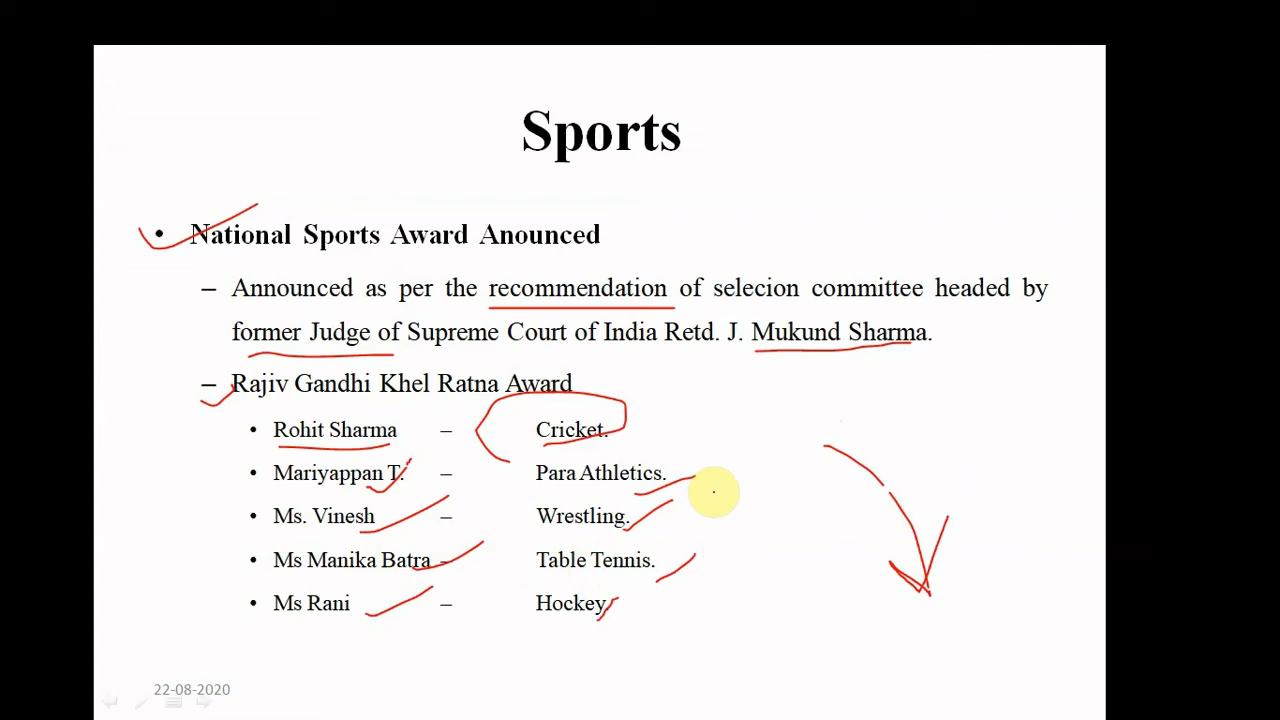 Sports
• National Sports Award Anounced
– Announced as per the recommendation of selecion committee headed by
former Judge of Supreme Court of India Retd. J. Mukund Sharma.
– Rajiv Gandhi Khel Ratna Award
• Rohit Sharma – Cricket.
• Mariyappan T. – Para Athletics.
• Ms. Vinesh – Wrestling.
• Ms Manika Batra – Table Tennis.
• Ms Rani – Hockey
22-08-2020